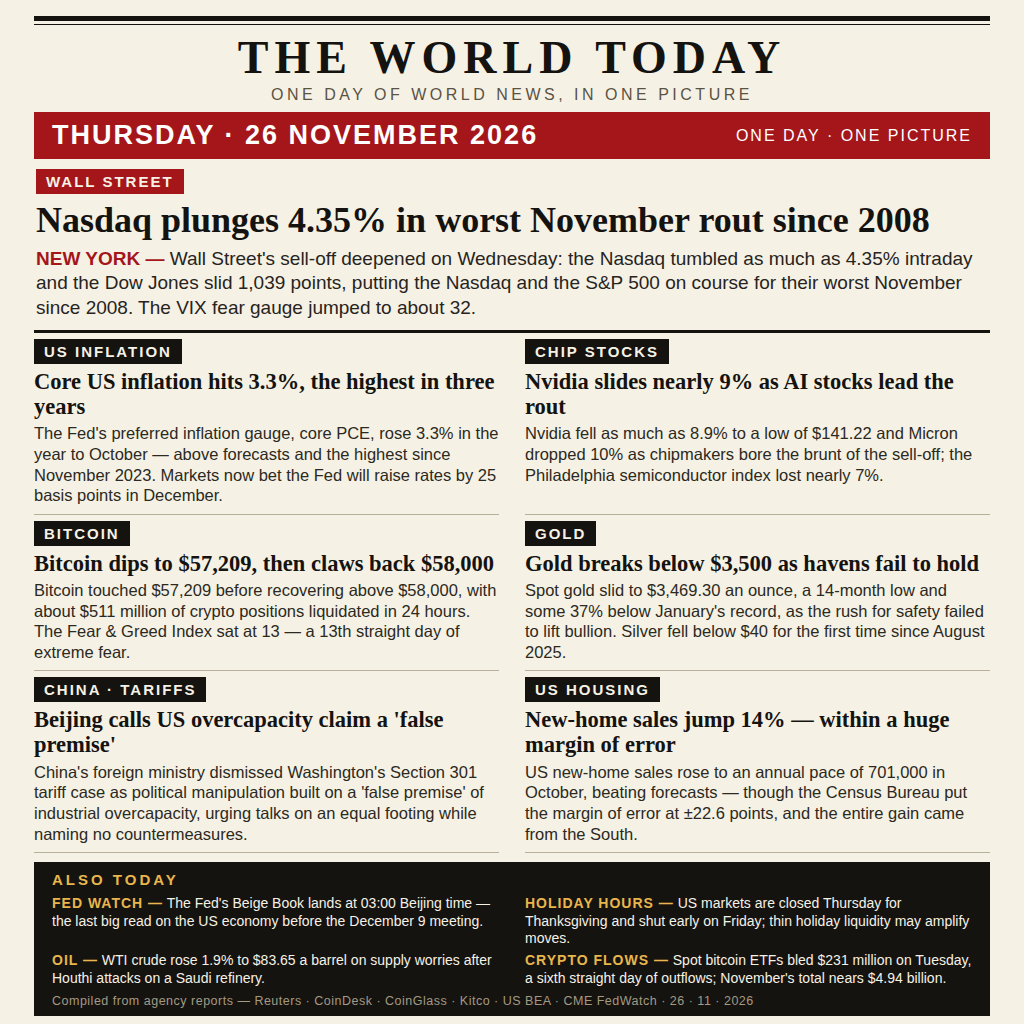 THE WORLD TODAY
ONE DAY OF WORLD NEWS, IN ONE PICTURE
THURSDAY · 26 NOVEMBER 2026
ONE DAY · ONE PICTURE
WALL STREET
Nasdaq plunges 4.35% in worst November rout since 2008
NEW YORK — Wall Street's sell-off deepened on Wednesday: the Nasdaq tumbled as much as 4.35% intraday
and the Dow Jones slid 1,039 points, putting the Nasdaq and the S&P 500 on course for their worst November
since 2008. The VIX fear gauge jumped to about 32.
US INFLATION
Core US inflation hits 3.3%, the highest in three
years
The Fed's preferred inflation gauge, core PCE, rose 3.3% in the
year to October — above forecasts and the highest since
November 2023. Markets now bet the Fed will raise rates by 25
basis points in December.
CHIP STOCKS
Nvidia slides nearly 9% as AI stocks lead the
rout
Nvidia fell as much as 8.9% to a low of $141.22 and Micron
dropped 10% as chipmakers bore the brunt of the sell-off; the
Philadelphia semiconductor index lost nearly 7%.
BITCOIN
Bitcoin dips to $57,209, then claws back $58,000
Bitcoin touched $57,209 before recovering above $58,000, with
about $511 million of crypto positions liquidated in 24 hours.
The Fear & Greed Index sat at 13 — a 13th straight day of
extreme fear.
GOLD
Gold breaks below $3,500 as havens fail to hold
Spot gold slid to $3,469.30 an ounce, a 14-month low and
some 37% below January's record, as the rush for safety failed
to lift bullion. Silver fell below $40 for the first time since August
2025.
CHINA · TARIFFS
Beijing calls US overcapacity claim a 'false
premise'
China's foreign ministry dismissed Washington's Section 301
tariff case as political manipulation built on a 'false premise' of
industrial overcapacity, urging talks on an equal footing while
naming no countermeasures.
US HOUSING
New-home sales jump 14% — within a huge
margin of error
US new-home sales rose to an annual pace of 701,000 in
October, beating forecasts — though the Census Bureau put
the margin of error at ±22.6 points, and the entire gain came
from the South.
ALSO TODAY
FED WATCH — The Fed's Beige Book lands at 03:00 Beijing time —
the last big read on the US economy before the December 9 meeting.
HOLIDAY HOURS — US markets are closed Thursday for
Thanksgiving and shut early on Friday; thin holiday liquidity may amplify
moves.
OIL — WTI crude rose 1.9% to $83.65 a barrel on supply worries after
Houthi attacks on a Saudi refinery.
CRYPTO FLOWS — Spot bitcoin ETFs bled $231 million on Tuesday,
a sixth straight day of outflows; November's total nears $4.94 billion.
Compiled from agency reports — Reuters · CoinDesk · CoinGlass · Kitco · US BEA · CME FedWatch · 26 · 11 · 2026